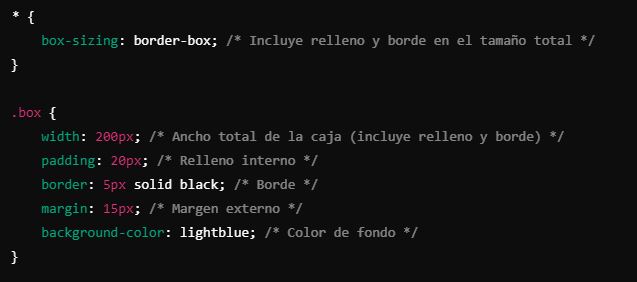 * {
    box-sizing: border-box; /* Incluye relleno y borde en el tamaño total */
}

.box {
    width: 200px; /* Ancho total de la caja (incluye relleno y borde) */
    padding: 20px; /* Relleno interno */
    border: 5px solid black; /* Borde */
    margin: 15px; /* Margen externo */
    background-color: lightblue; /* Color de fondo */
}